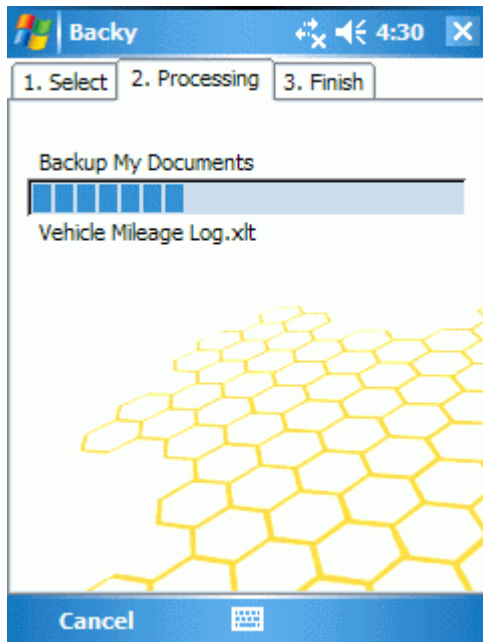 Backy 4:30
1. Select 2. Processing 3. Finish
Backup My Documents
Vehicle Mileage Log.xlt
Cancel